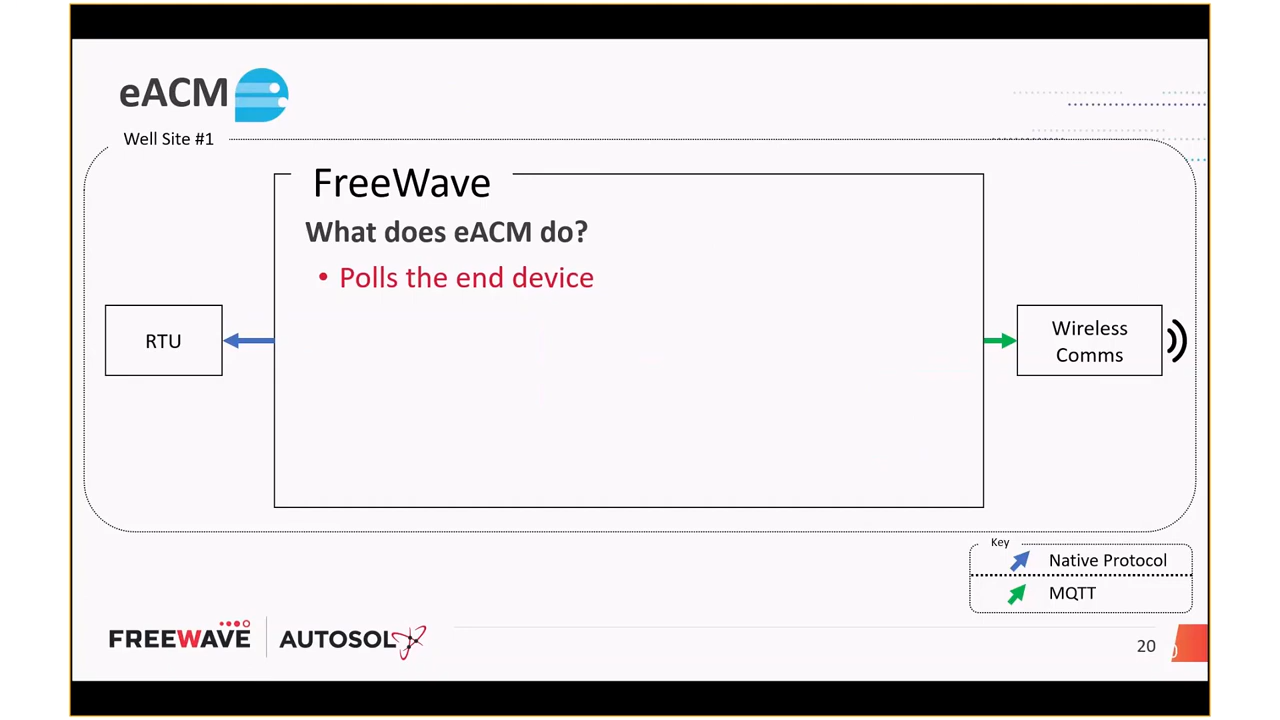 eACM
Well Site #1
FreeWave
What does eACM do?
• Polls the end device
RTU
Wireless
Comms
Key
Native Protocol
MQTT
FREEWAVE
AUTOSOL
20